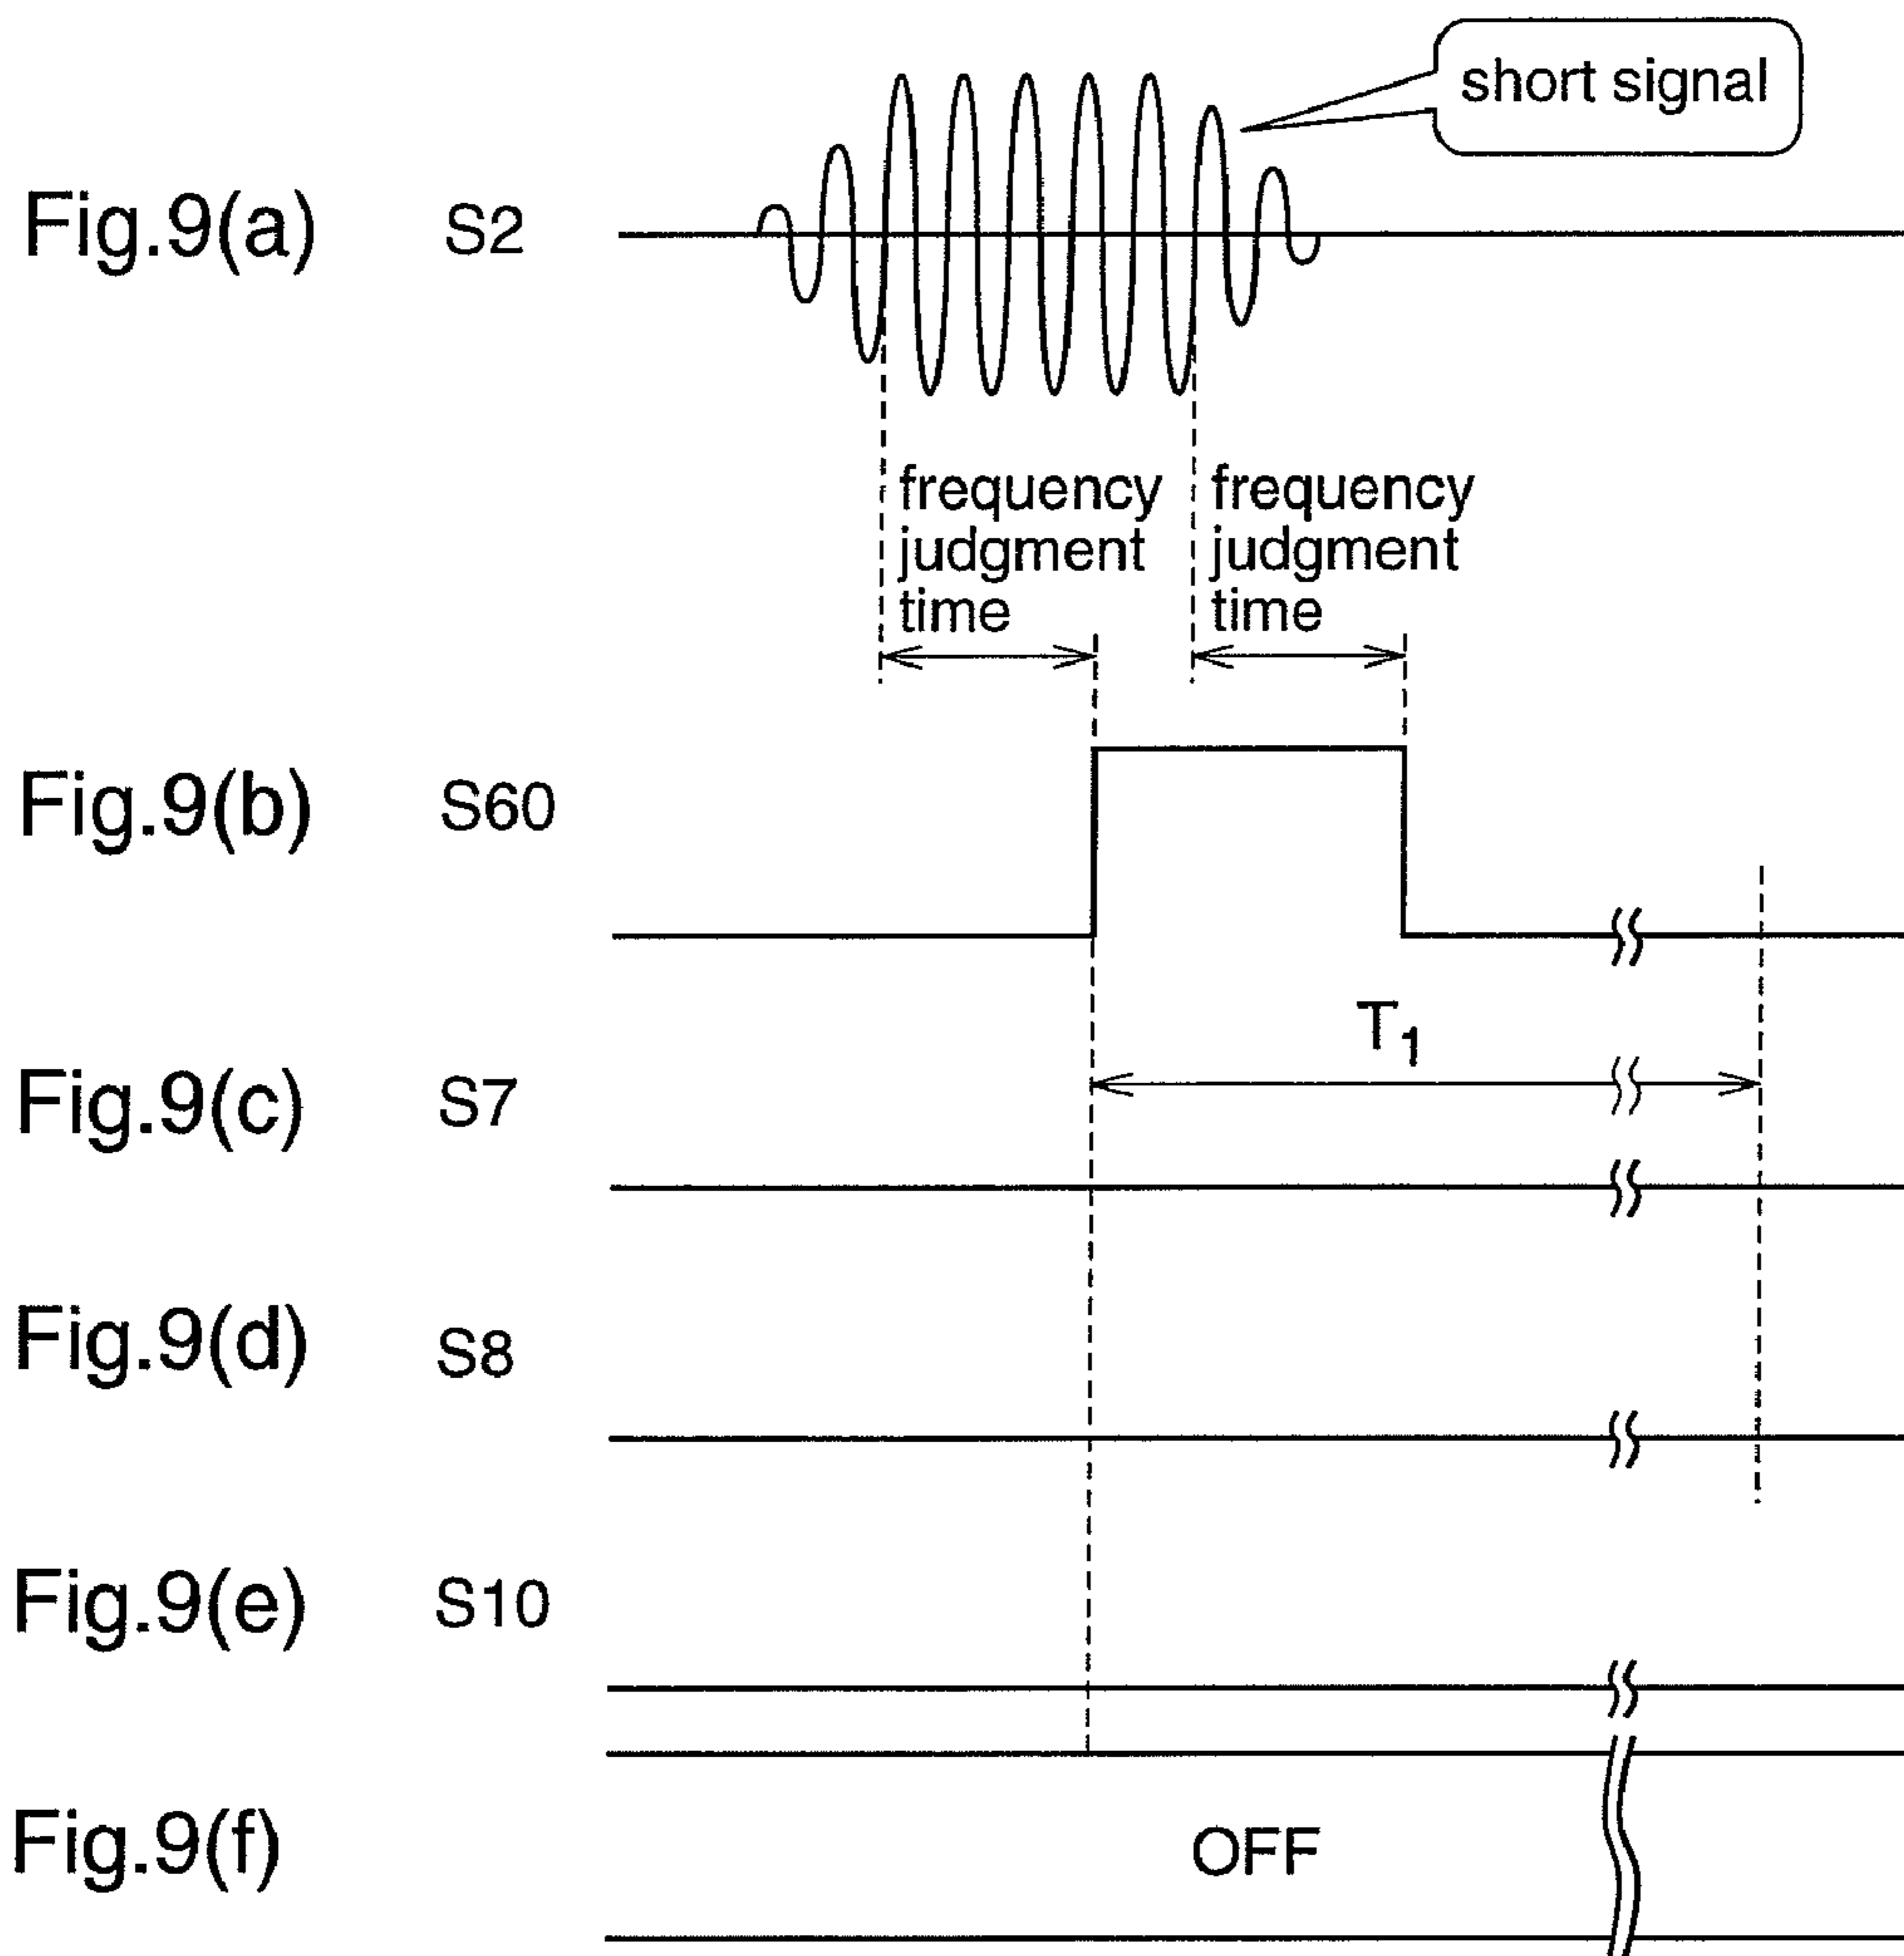 short signal
Fig.9(a) S2
frequency frequency
judgment judgment
time time
Fig.9(b) S60
T1
Fig.9(c) S7
Fig.9(d) S8
Fig.9(e) S10
Fig.9(f) OFF